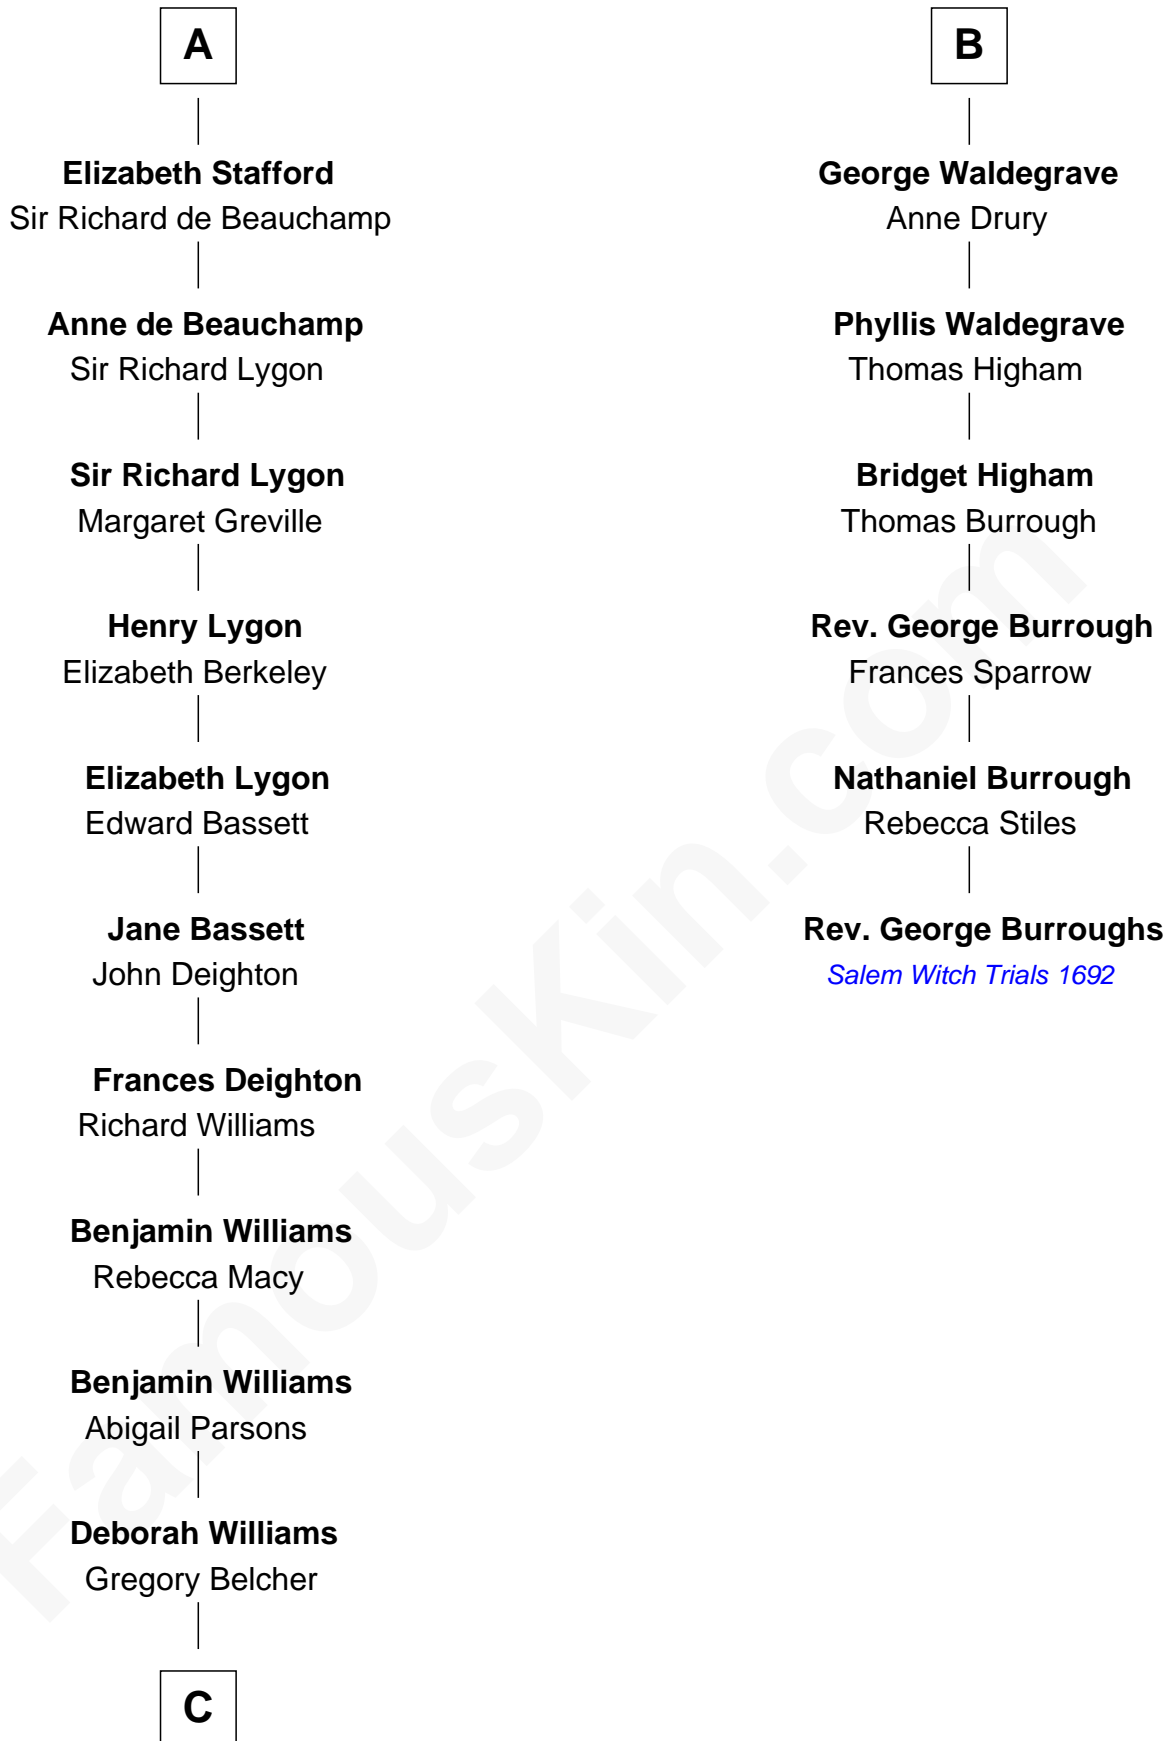 A
Elizabeth Stafford
Sir Richard de Beauchamp
Anne de Beauchamp
Sir Richard Lygon
Sir Richard Lygon
Margaret Greville
Henry Lygon
Elizabeth Berkeley
Elizabeth Lygon
Edward Bassett
Jane Bassett
John Deighton
Frances Deighton
Richard Williams
Benjamin Williams
Rebecca Macy
Benjamin Williams
Abigail Parsons
Deborah Williams
Gregory Belcher
C
B
George Waldegrave
Anne Drury
Phyllis Waldegrave
Thomas Higham
Bridget Higham
Thomas Burrough
Rev. George Burrough
Frances Sparrow
Nathaniel Burrough
Rebecca Stiles
Rev. George Burroughs
Salem Witch Trials 1692
FamousKin.com